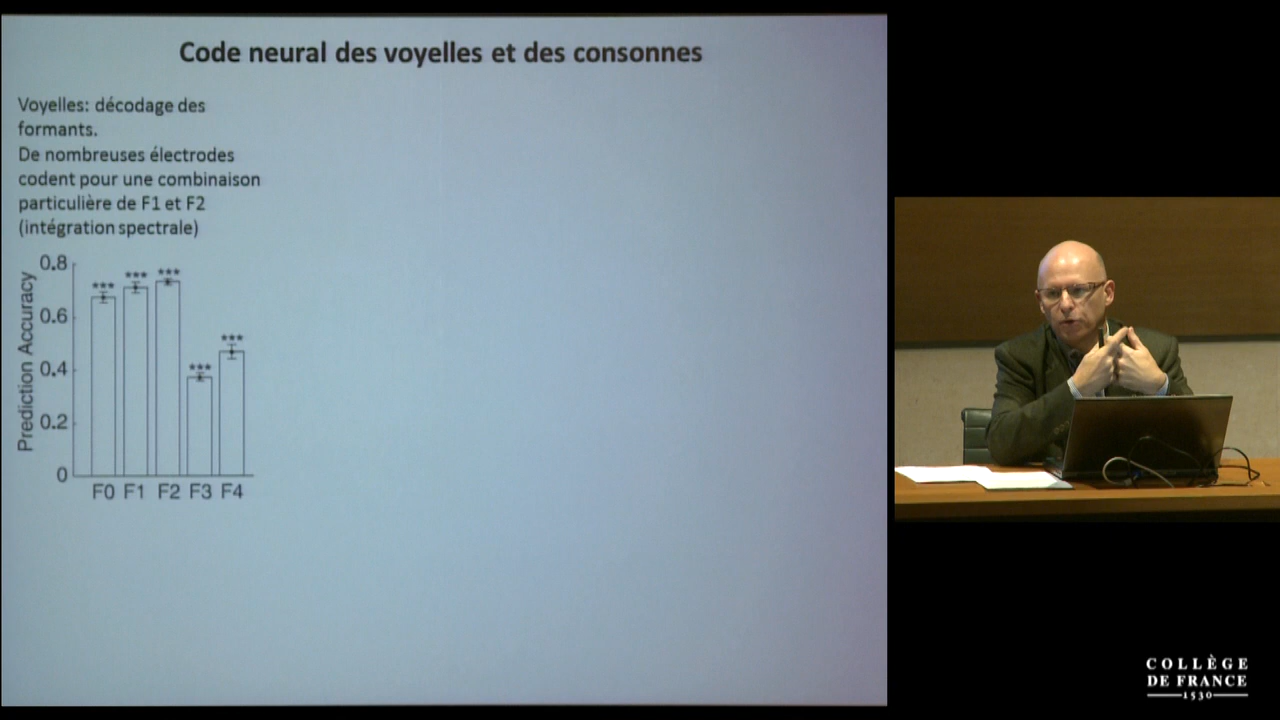 Code neural des voyelles et des consonnes
Voyelles: décodage des
formants.
De nombreuses électrodes
codent pour une combinaison
particulière de F1 et F2
(intégration spectrale)
Prediction Accuracy
0.8
0.6
0.4
0.2
0
*** *** *** *** ***
F0 F1 F2 F3 F4
COLLÈGE
DE FRANCE
1530